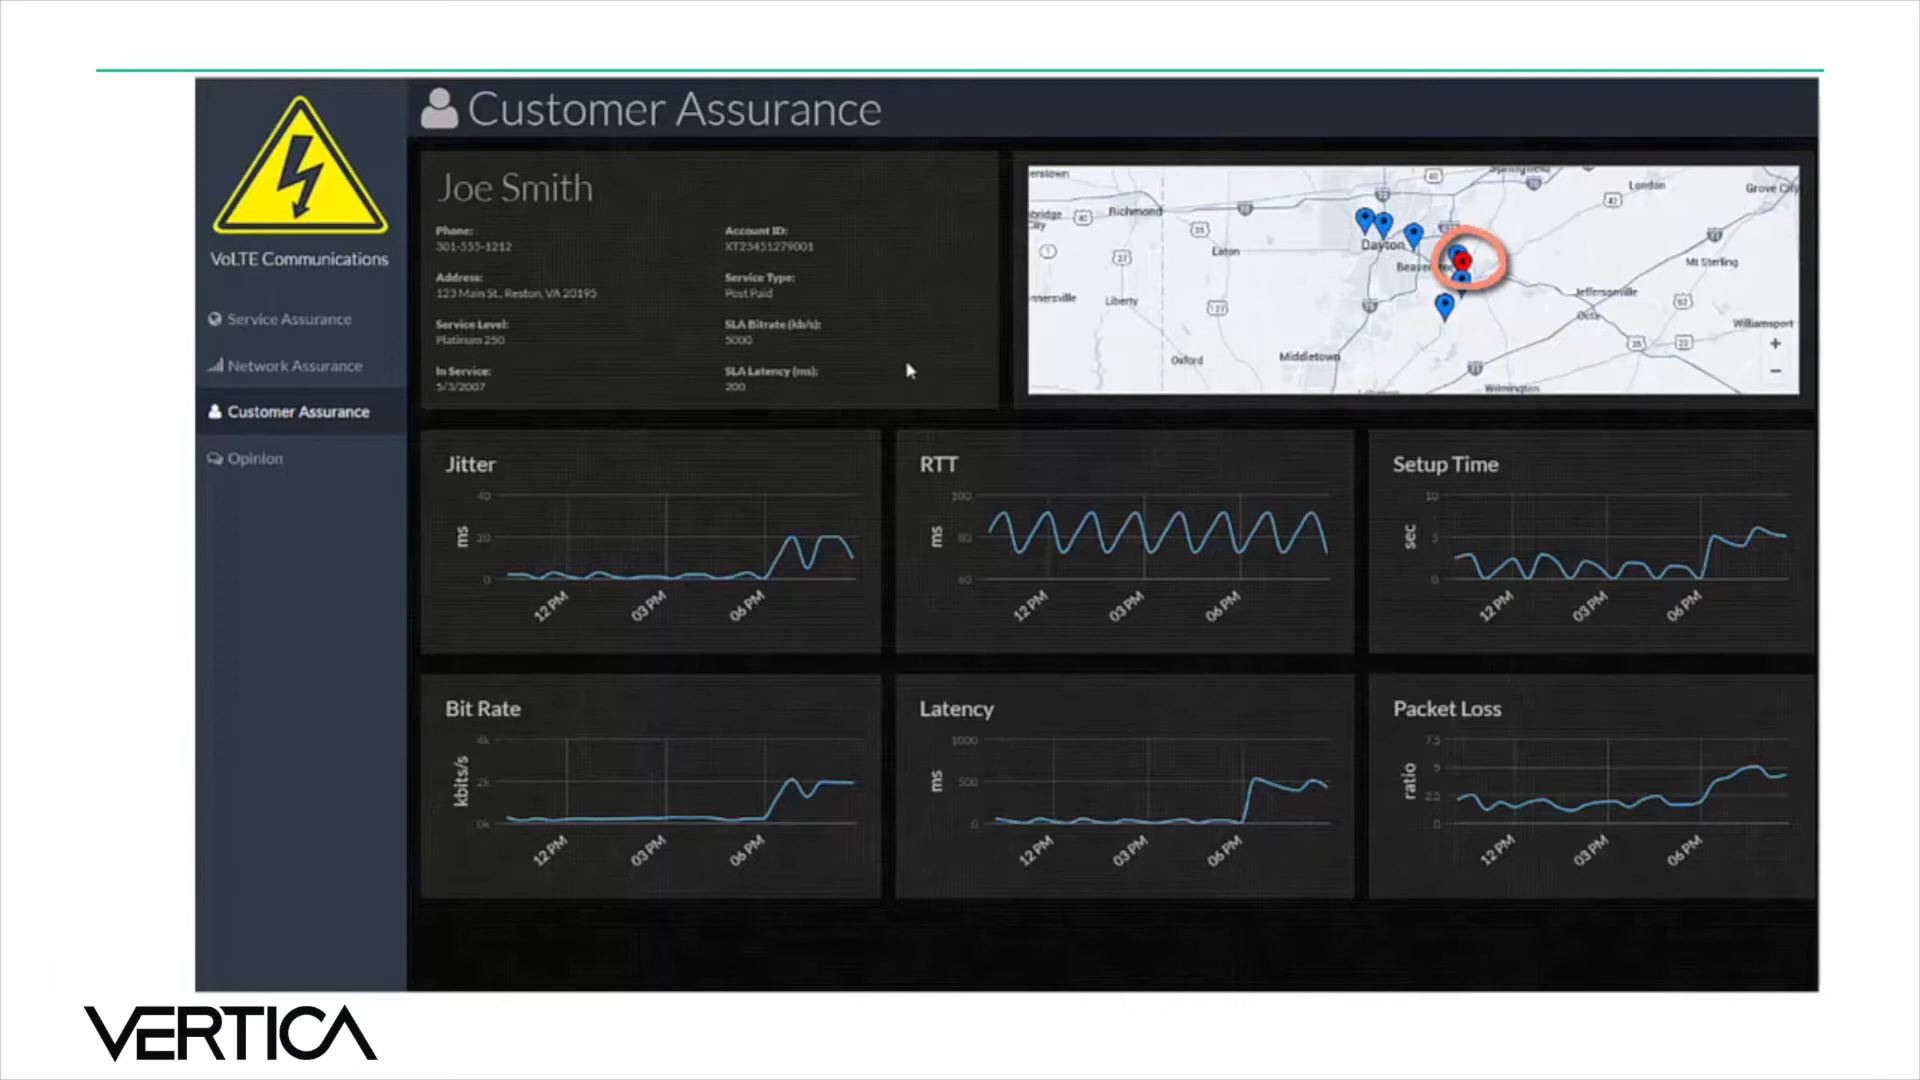 Customer Assurance
VoLTE Communications
Service Assurance
Network Assurance
Customer Assurance
Opinion
Joe Smith
Phone:
301-555-1212
Address:
123 Main St., Reston, VA 20195
Service Level:
Platinum 250
In Service:
5/3/2007
Account ID:
XT23451279001
Service Type:
Post Paid
SLA Bitrate (kb/s):
5000
SLA Latency (ms):
200
Springfield
London
Grove City
Richmond
Dayton
Eaton
Mt Sterling
Liberty
Jeffersonville
Octa
Williamsport
Oxford
Middletown
Wilmington
+
−
Jitter
ms
40
20
0
12 PM
03 PM
06 PM
RTT
ms
100
80
60
12 PM
03 PM
06 PM
Setup Time
sec
10
5
0
12 PM
03 PM
06 PM
Bit Rate
kbits/s
4k
2k
0k
12 PM
03 PM
06 PM
Latency
ms
1000
500
0
12 PM
03 PM
06 PM
Packet Loss
ratio
7.5
5
2.5
0
12 PM
03 PM
06 PM
VERTICA